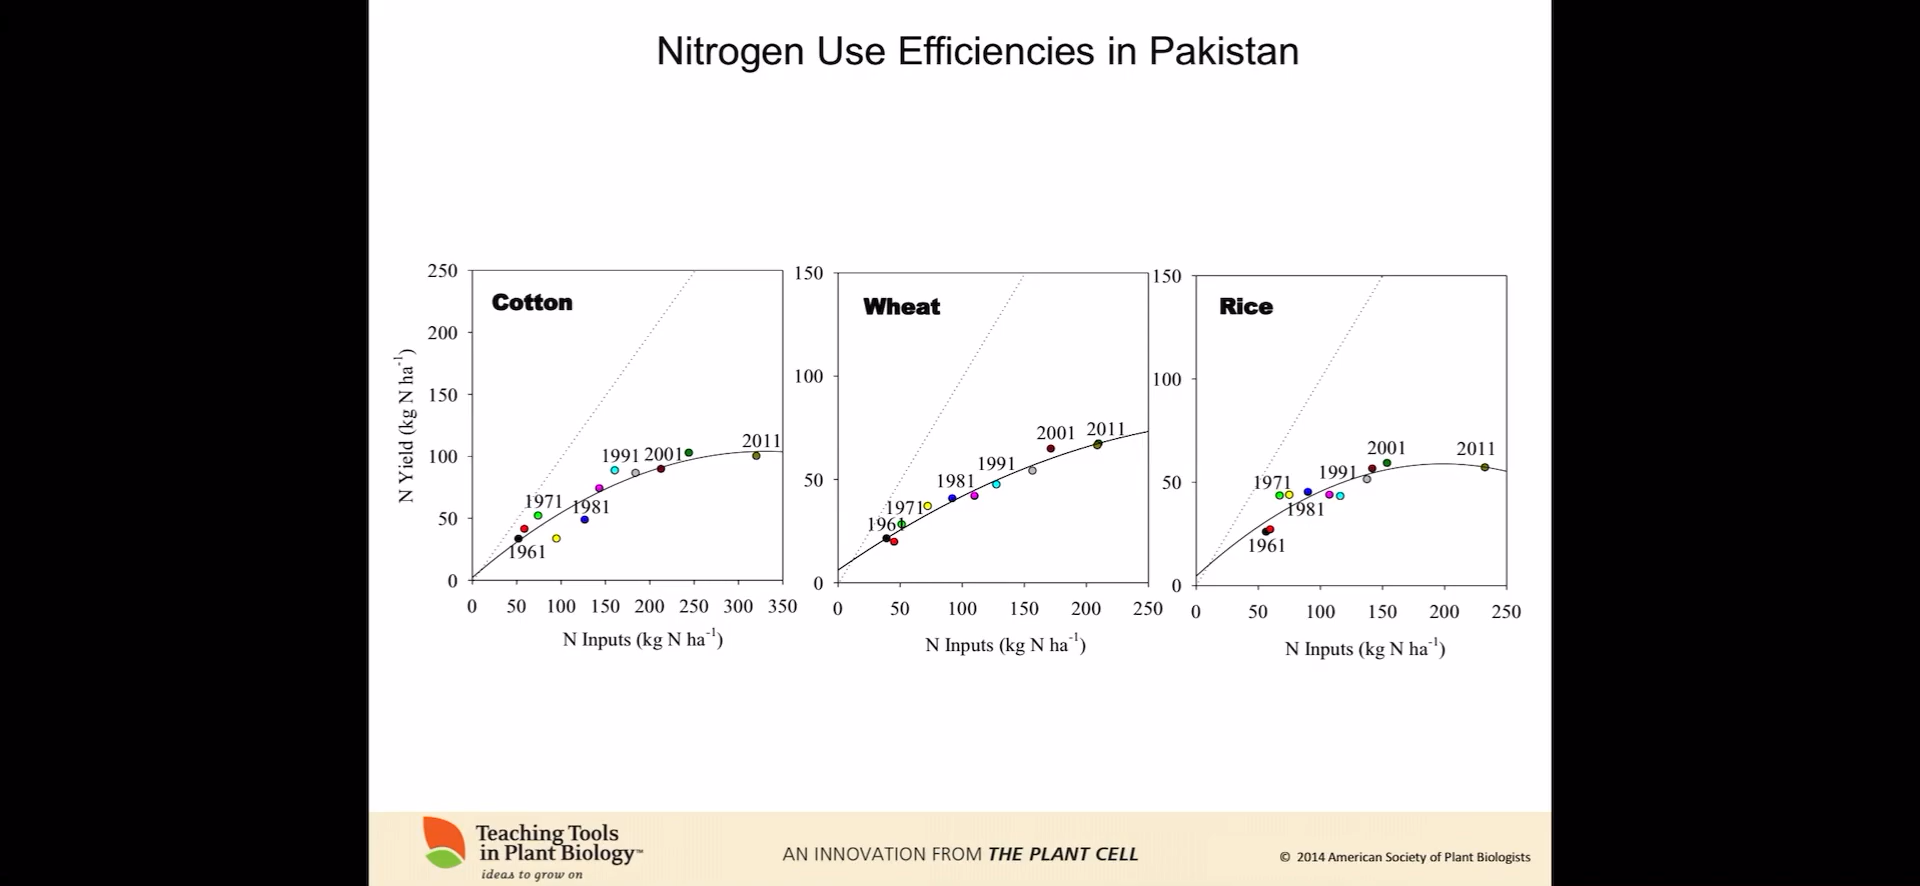 Nitrogen Use Efficiencies in Pakistan
N Yield (kg N ha⁻¹)
250
200
150
100
50
0
Cotton
1961
1971
1981
1991
2001
2011
0 50 100 150 200 250 300 350
N Inputs (kg N ha⁻¹)
150
100
50
0
Wheat
1961
1971
1981
1991
2001
2011
0 50 100 150 200 250
N Inputs (kg N ha⁻¹)
150
100
50
0
Rice
1961
1971
1981
1991
2001
2011
0 50 100 150 200 250
N Inputs (kg N ha⁻¹)
Teaching Tools
in Plant Biology™
ideas to grow on
AN INNOVATION FROM THE PLANT CELL
© 2014 American Society of Plant Biologists